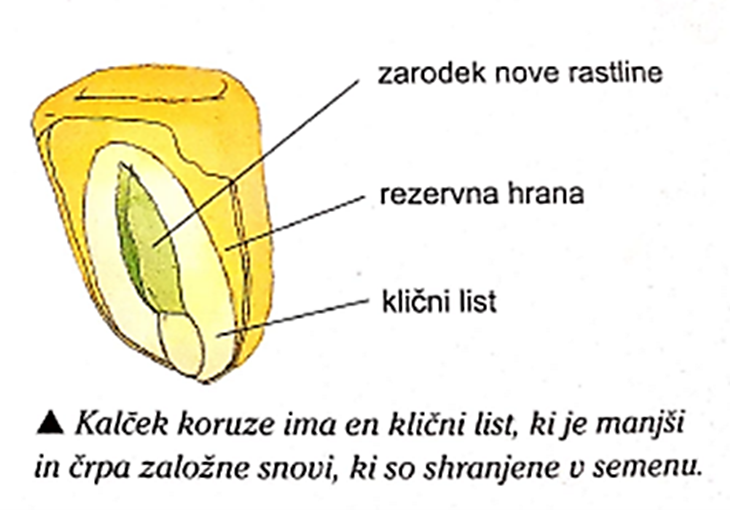 zarodek nove rastline
rezervna hrana
klični list
▲ Kalček koruze ima en klični list, ki je manjši
in črpa založne snovi, ki so shranjene v semenu.